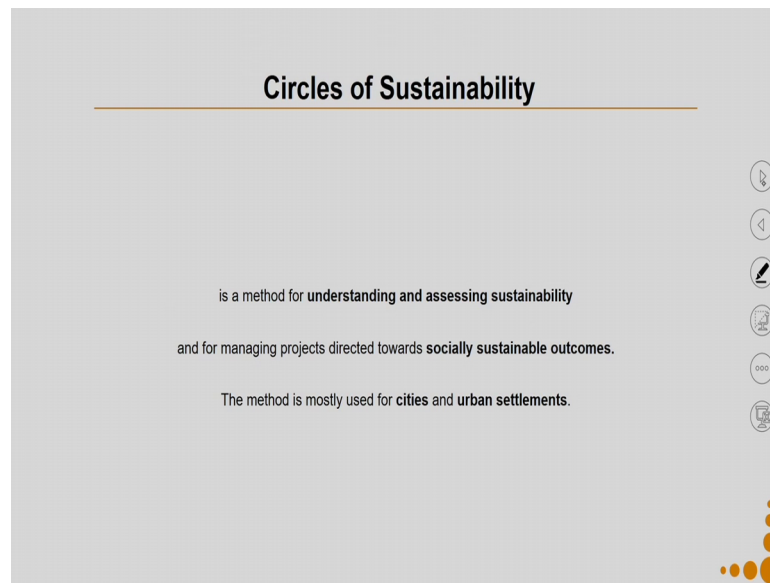 Circles of Sustainability
is a method for understanding and assessing sustainability
and for managing projects directed towards socially sustainable outcomes.
The method is mostly used for cities and urban settlements.